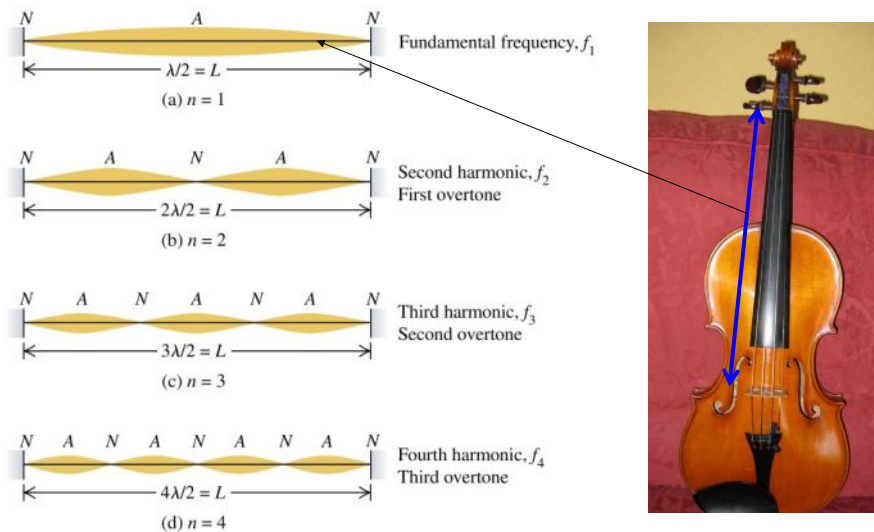 N A N
Fundamental frequency, f₁
λ/2 = L
(a) n = 1
N A N A N
Second harmonic, f₂
First overtone
2λ/2 = L
(b) n = 2
N A N A N A N
Third harmonic, f₃
Second overtone
3λ/2 = L
(c) n = 3
N A N A N A N A N
Fourth harmonic, f₄
Third overtone
4λ/2 = L
(d) n = 4